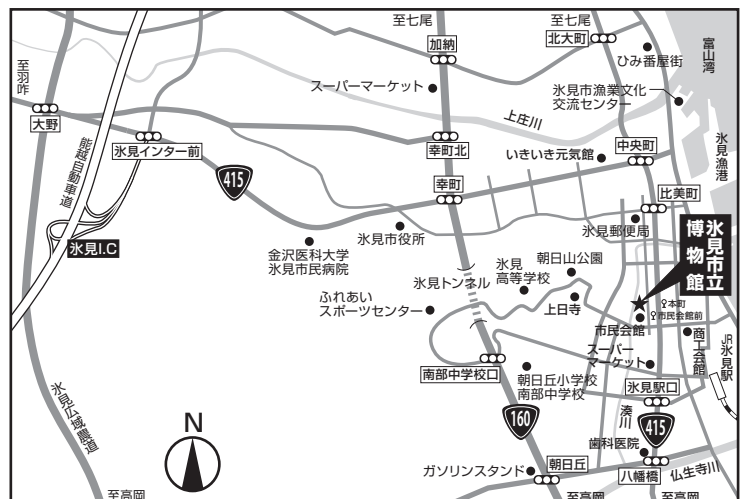 至七尾
至七尾
加納
北大町
ひみ番屋街
富山湾
至羽咋
スーパーマーケット
氷見市漁業文化
交流センター
上庄川
大野
氷見インター前
幸町北
いきいき元気館
中央町
氷見漁港
能越自動車道
415
幸町
比美町
氷見I.C
金沢医科大学
氷見市民病院
氷見市役所
氷見郵便局
氷見市立
博物館
氷見トンネル
氷見
高等学校
朝日山公園
上日寺
ふれあい
スポーツセンター
本町
市民会館前
市民会館
商工会館
JR氷見駅
スーパー
マーケット
南部中学校口
朝日丘小学校
南部中学校
氷見駅口
氷見広域農道
湊川
160
415
N
歯科医院
ガソリンスタンド
朝日丘
八幡橋
仏生寺川
至高岡
至高岡
至高岡